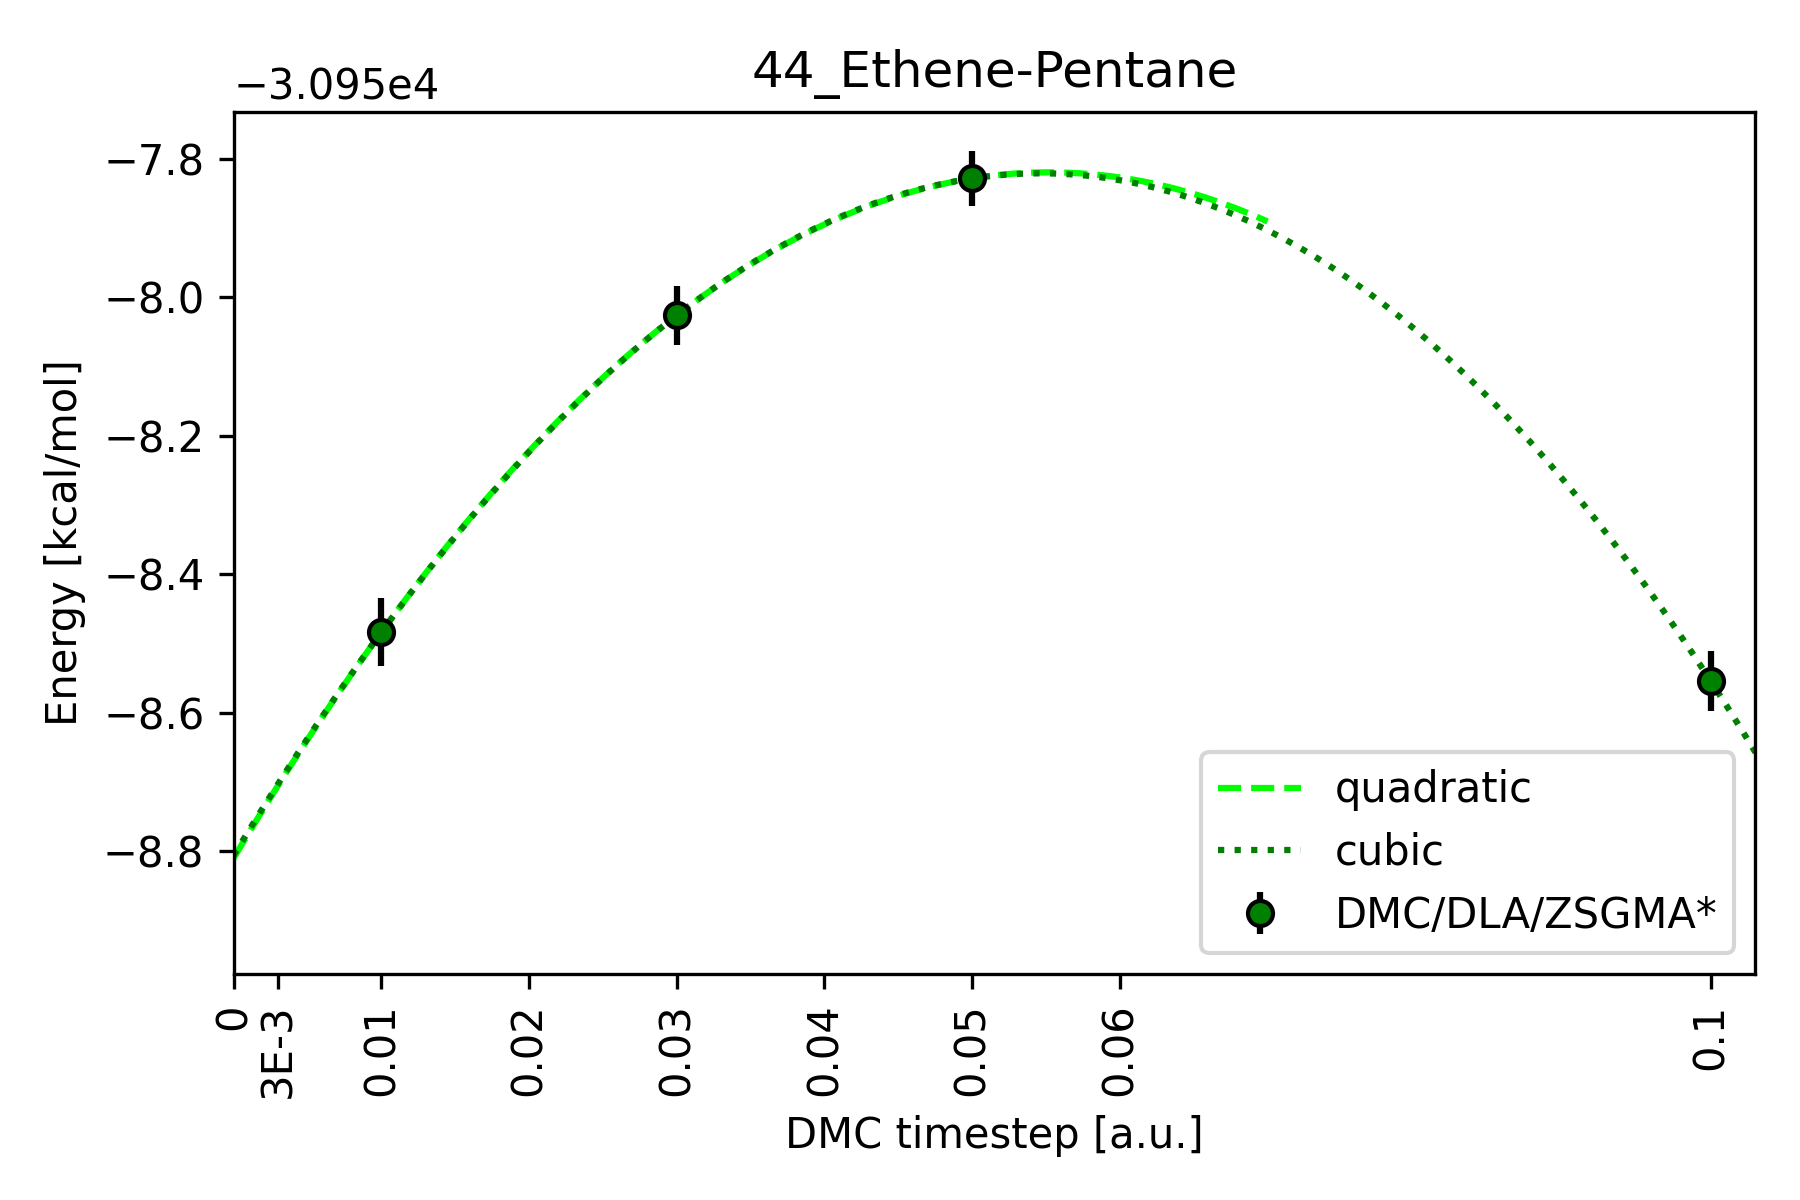 44_Ethene-Pentane
−3.095e4
−7.8
−8.0
−8.2
−8.4
−8.6
−8.8
Energy [kcal/mol]
quadratic
cubic
DMC/DLA/ZSGMA*
0
3E-3
0.01
0.02
0.03
0.04
0.05
0.06
0.1
DMC timestep [a.u.]